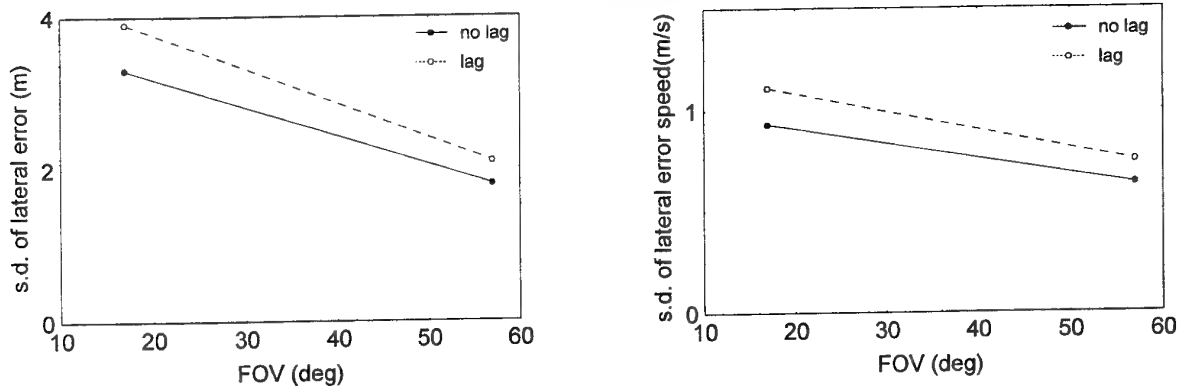 s.d. of lateral error (m)
4
2
0
10 20 30 40 50 60
FOV (deg)
no lag
lag
s.d. of lateral error speed(m/s)
1
0
10 20 30 40 50 60
FOV (deg)
no lag
lag